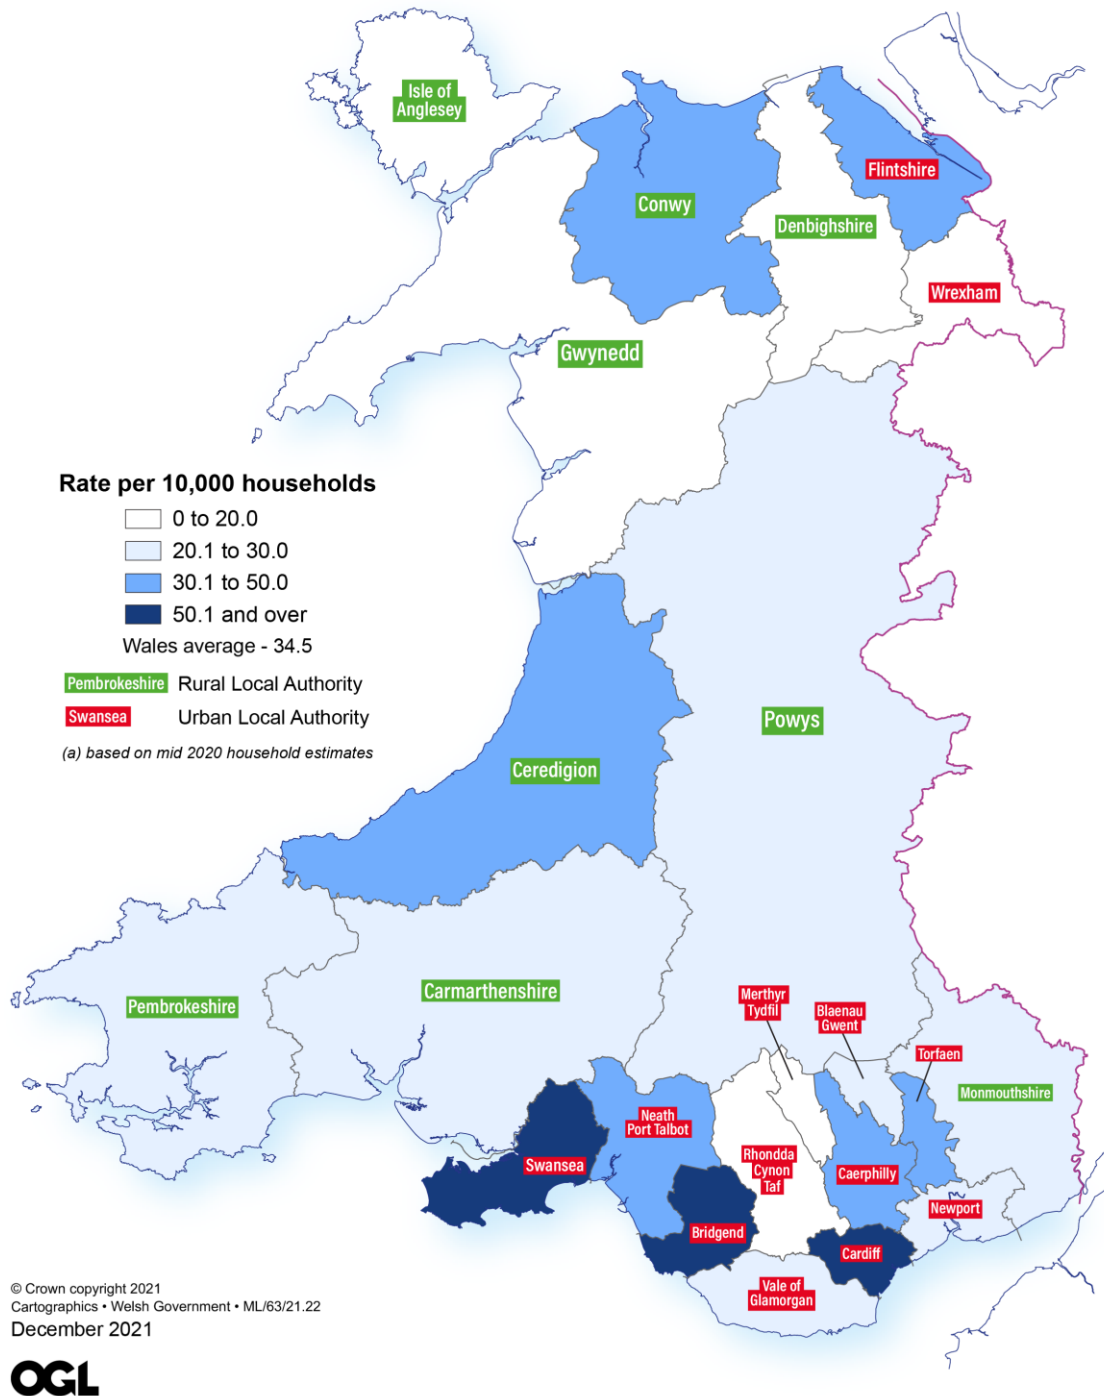 Isle of
Anglesey
Flintshire
Conwy
Denbighshire
Wrexham
Gwynedd
Rate per 10,000 households
0 to 20.0
20.1 to 30.0
30.1 to 50.0
50.1 and over
Wales average - 34.5
Pembrokeshire Rural Local Authority
Swansea Urban Local Authority
(a) based on mid 2020 household estimates
Powys
Ceredigion
Carmarthenshire
Pembrokeshire
Merthyr
Tydfil
Blaenau
Gwent
Torfaen
Monmouthshire
Neath
Port Talbot
Swansea
Rhondda
Cynon
Taf
Caerphilly
Newport
Bridgend
Cardiff
Vale of
Glamorgan
© Crown copyright 2021
Cartographics • Welsh Government • ML/63/21.22
December 2021
OGL